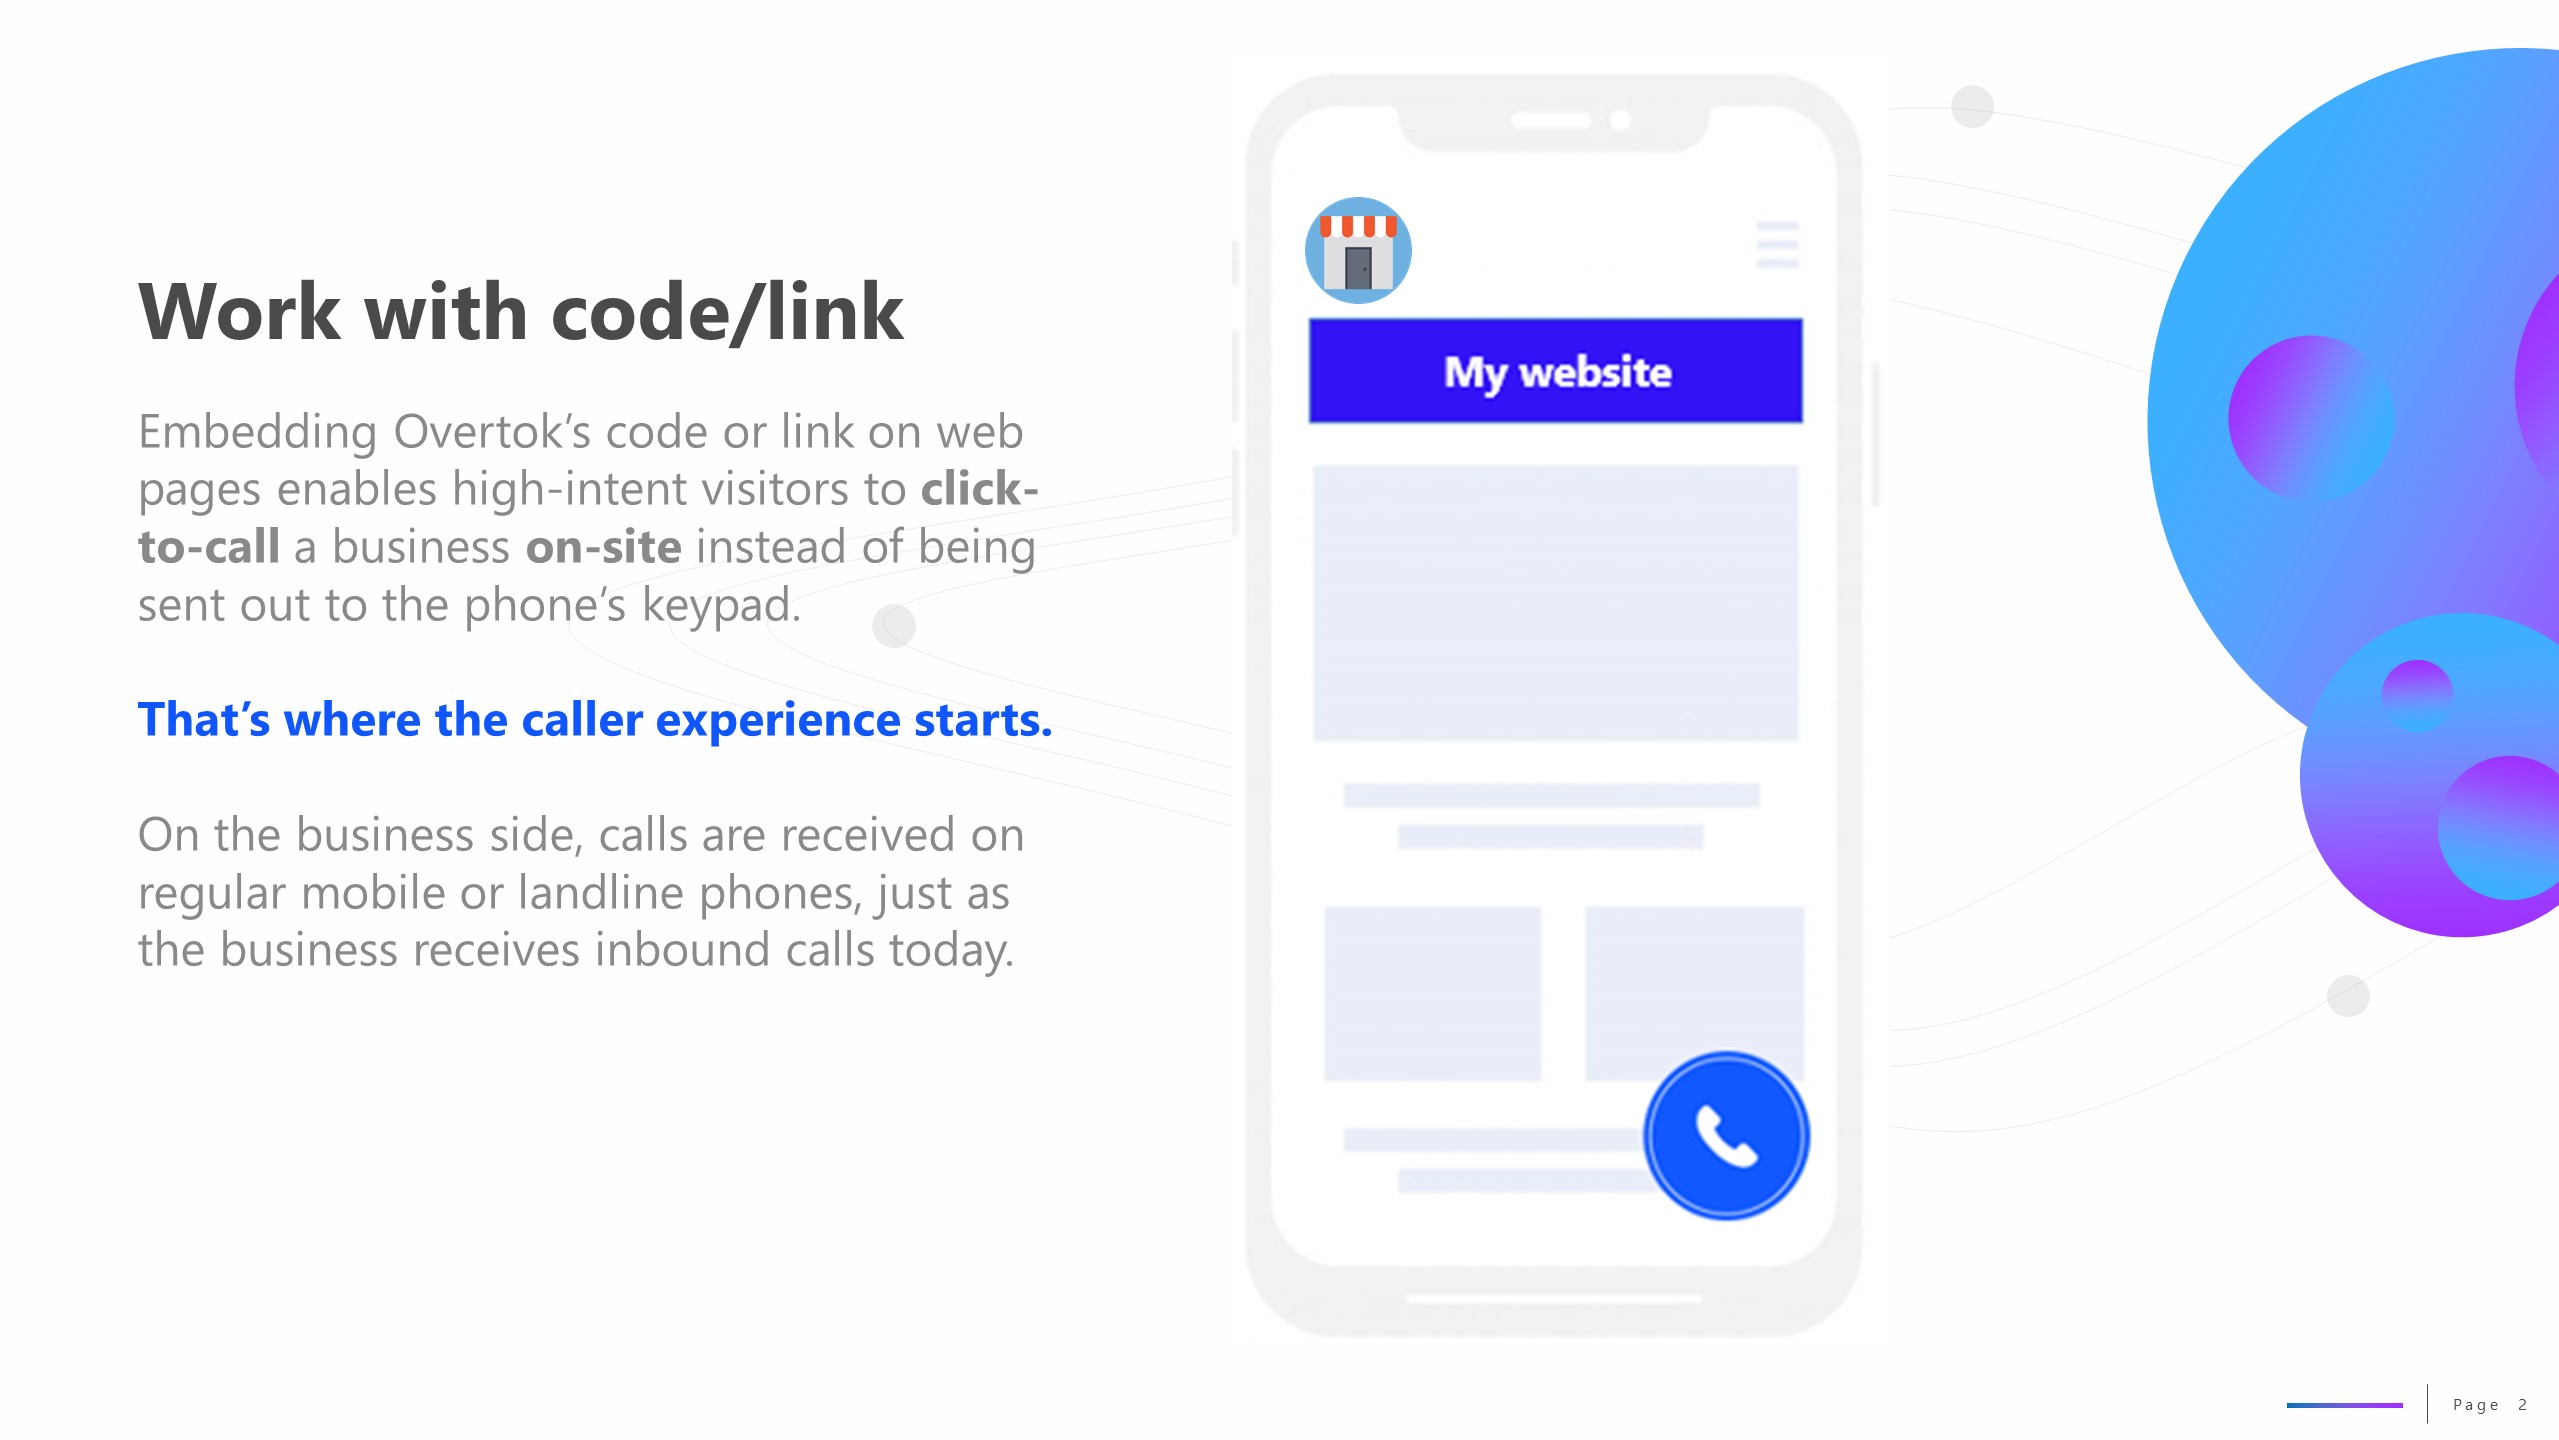 Work with code/link
Embedding Overtok’s code or link on web
pages enables high-intent visitors to click-
to-call a business on-site instead of being
sent out to the phone’s keypad.
That’s where the caller experience starts.
On the business side, calls are received on
regular mobile or landline phones, just as
the business receives inbound calls today.
My website
Page 2